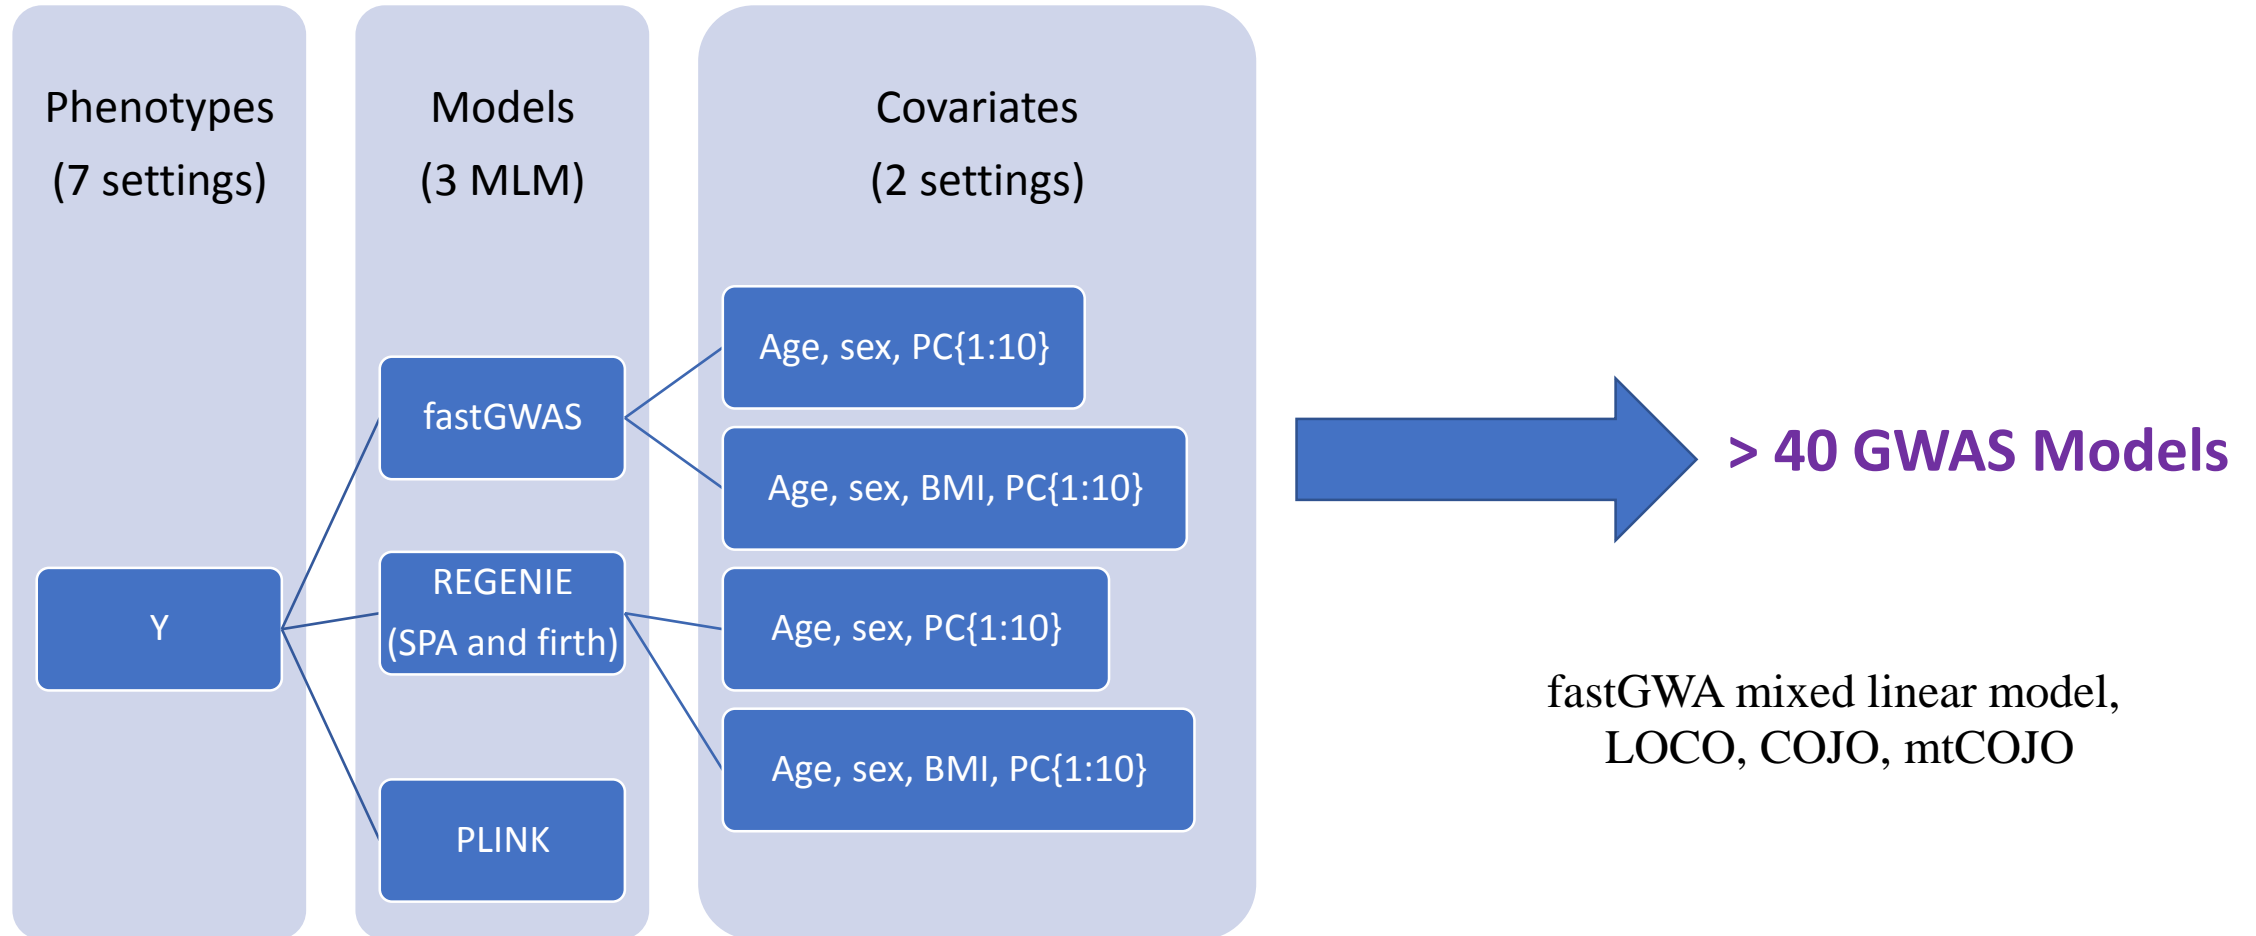 Phenotypes
(7 settings)
Models
(3 MLM)
Covariates
(2 settings)
Y
fastGWAS
REGENIE
(SPA and firth)
PLINK
Age, sex, PC{1:10}
Age, sex, BMI, PC{1:10}
Age, sex, PC{1:10}
Age, sex, BMI, PC{1:10}
> 40 GWAS Models
fastGWA mixed linear model,
LOCO, COJO, mtCOJO